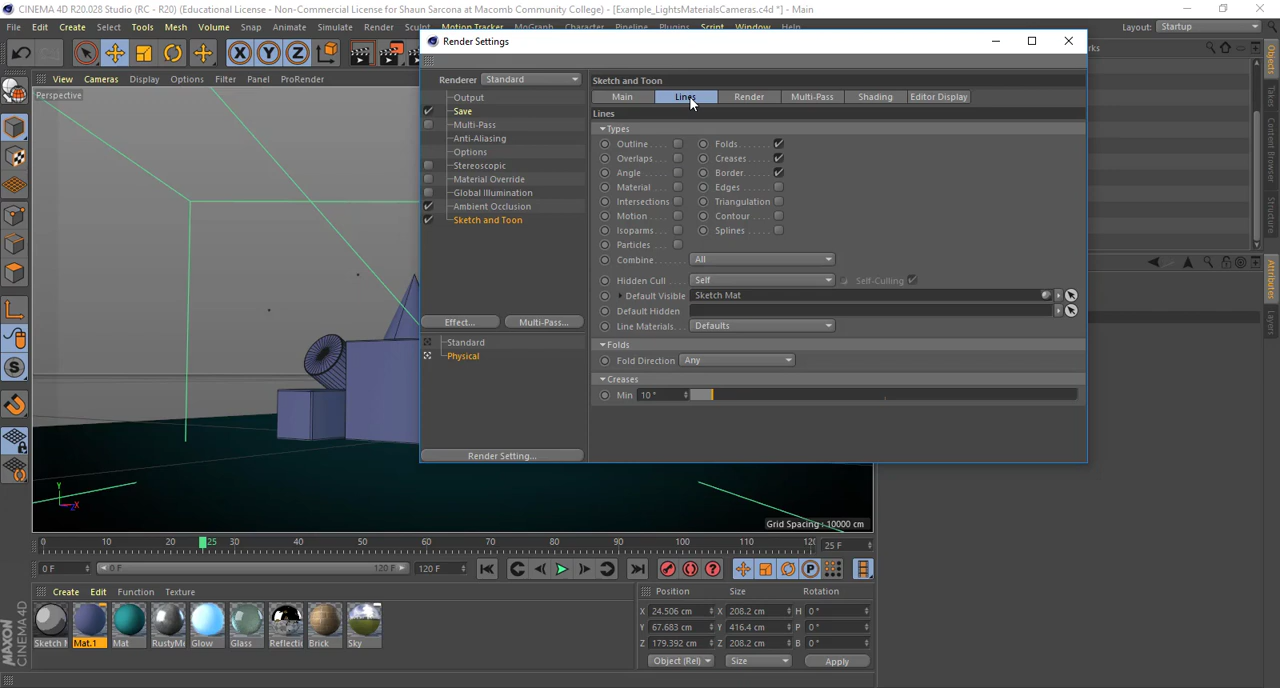 CINEMA 4D R20.028 Studio (RC - R20) (Educational License - Non-Commercial License for Shaun Sarcona at Macomb Community College) - [Example_LightsMaterialsCameras.c4d *] - Main
File Edit Create Select Tools Mesh Volume Snap Animate Simulate Render Sculpt Motion Tracker MoGraph Character Pipeline Plugins Script Window Help Layout: Startup
View Cameras Display Options Filter Panel ProRender
Perspective
Render Settings
Renderer Standard
Output
Save
Multi-Pass
Anti-Aliasing
Options
Stereoscopic
Material Override
Global Illumination
Ambient Occlusion
Sketch and Toon
Effect... Multi-Pass...
Standard
Physical
Render Setting...
Sketch and Toon
Main Lines Render Multi-Pass Shading Editor Display
Lines
Types
Outline Folds
Overlaps Creases
Angle Border
Material Edges
Intersections Triangulation
Motion Contour
Isoparms Splines
Particles
Combine All
Hidden Cull Self Self-Culling
Default Visible Sketch Mat
Default Hidden
Line Materials Defaults
Folds
Fold Direction Any
Creases
Min 10 °
Objects
Takes
Content Browser
Attributes
Layers
Y
X
Grid Spacing : 10000 cm
0 10 20 25 30 40 50 60 70 80 90 100 110 120 25 F
0 F 0 F 120 F 120 F
Create Edit Function Texture
Sketch M Mat.1 Mat RustyMe Glow Glass Reflecti Brick Sky
MAXON CINEMA4D
Position Size Rotation
X 24.506 cm X 208.2 cm H 0 °
Y 67.683 cm Y 416.4 cm P 0 °
Z 179.392 cm Z 208.2 cm B 0 °
Object (Rel) Size Apply